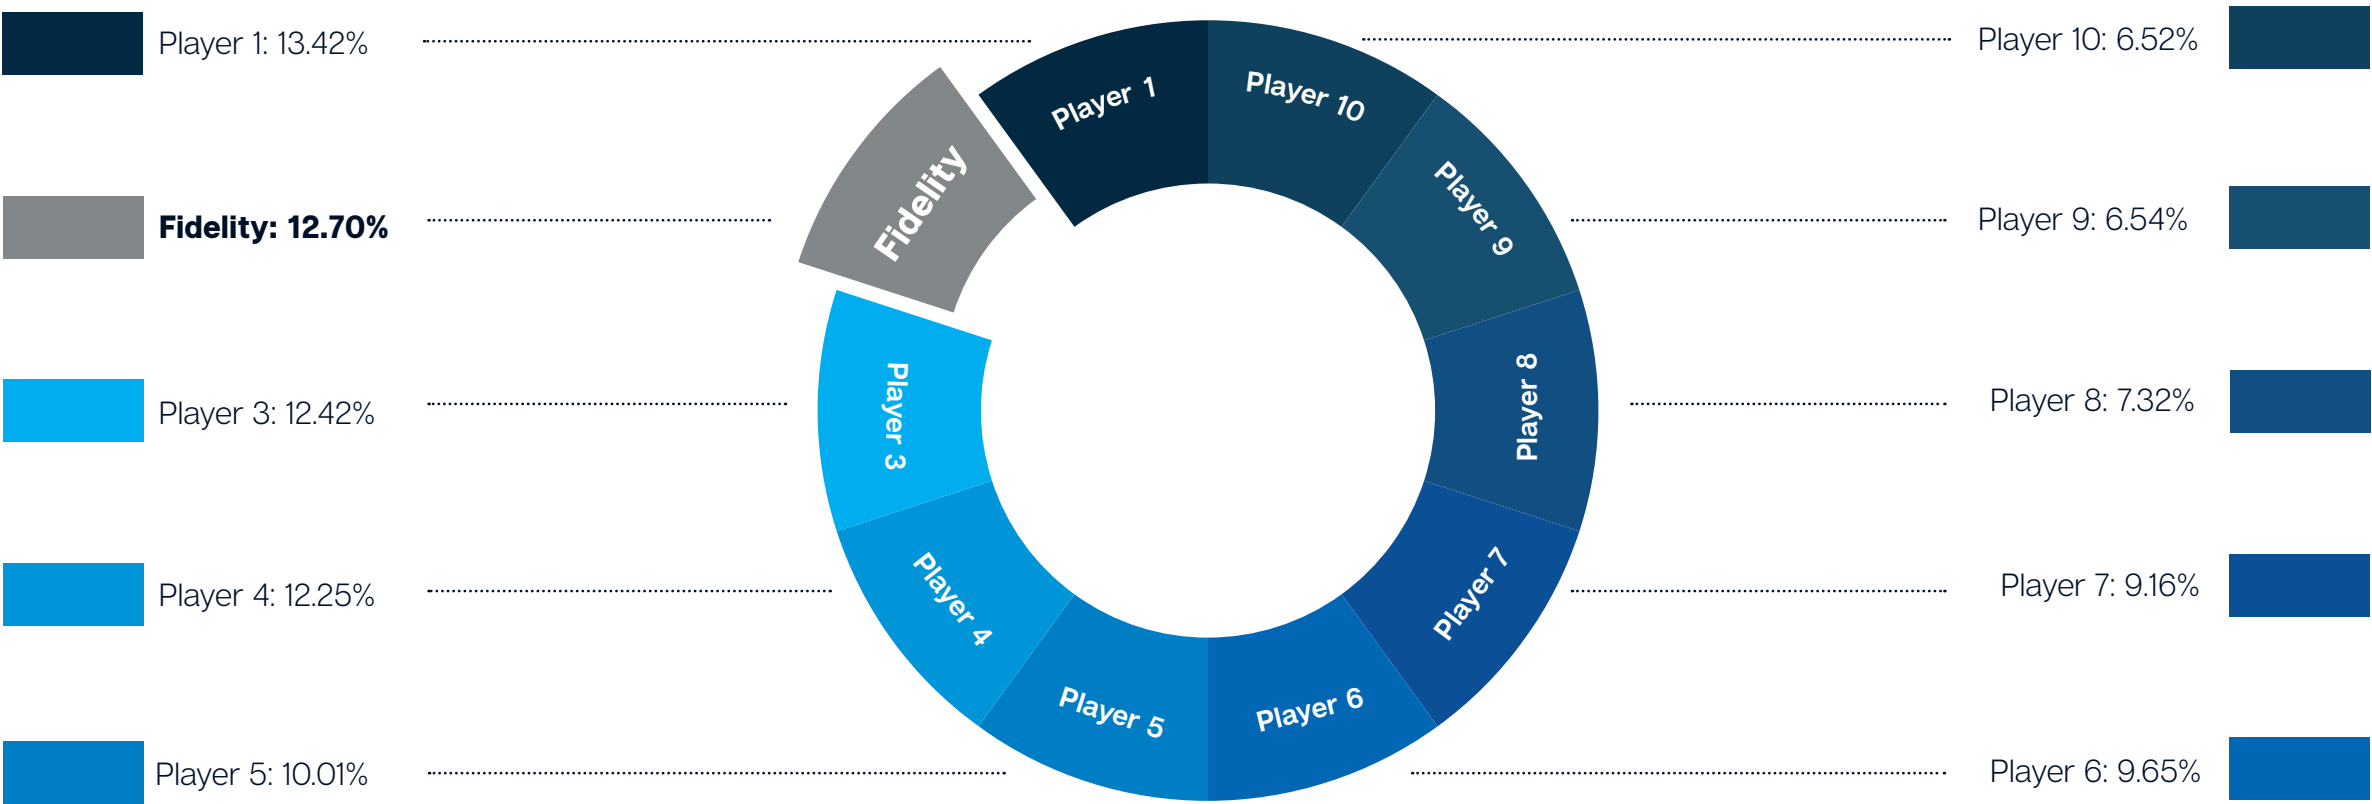 Player 1: 13.42%
Fidelity: 12.70%
Player 3: 12.42%
Player 4: 12.25%
Player 5: 10.01%
Player 1
Player 10
Fidelity
Player 9
Player 3
Player 8
Player 4
Player 7
Player 5
Player 6
Player 10: 6.52%
Player 9: 6.54%
Player 8: 7.32%
Player 7: 9.16%
Player 6: 9.65%